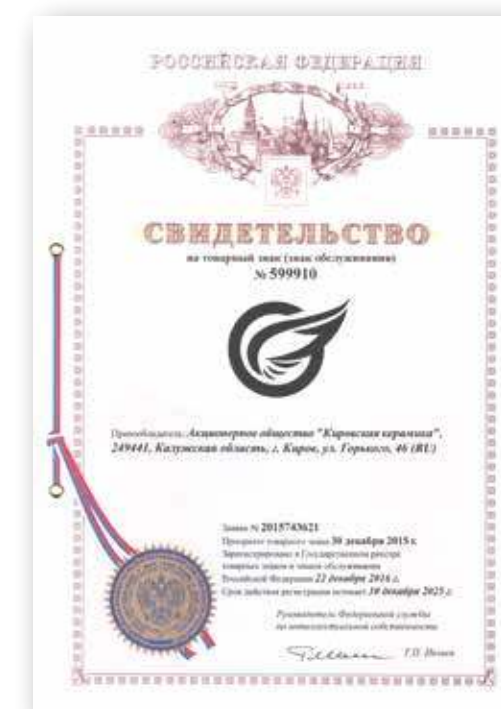 РОССИЙСКАЯ ФЕДЕРАЦИЯ
СВИДЕТЕЛЬСТВО
на товарный знак (знак обслуживания)
№ 599910
Правообладатель: Акционерное общество "Кировская керамика",
249441, Калужская область, г. Киров, ул. Горького, 46 (RU)
Заявка № 2015743621
Приоритет товарного знака 30 декабря 2015 г.
Зарегистрировано в Государственном реестре
товарных знаков и знаков обслуживания
Российской Федерации 22 декабря 2016 г.
Срок действия регистрации истекает 30 декабря 2025 г.
Руководитель Федеральной службы
по интеллектуальной собственности
Г.П. Ивлиев